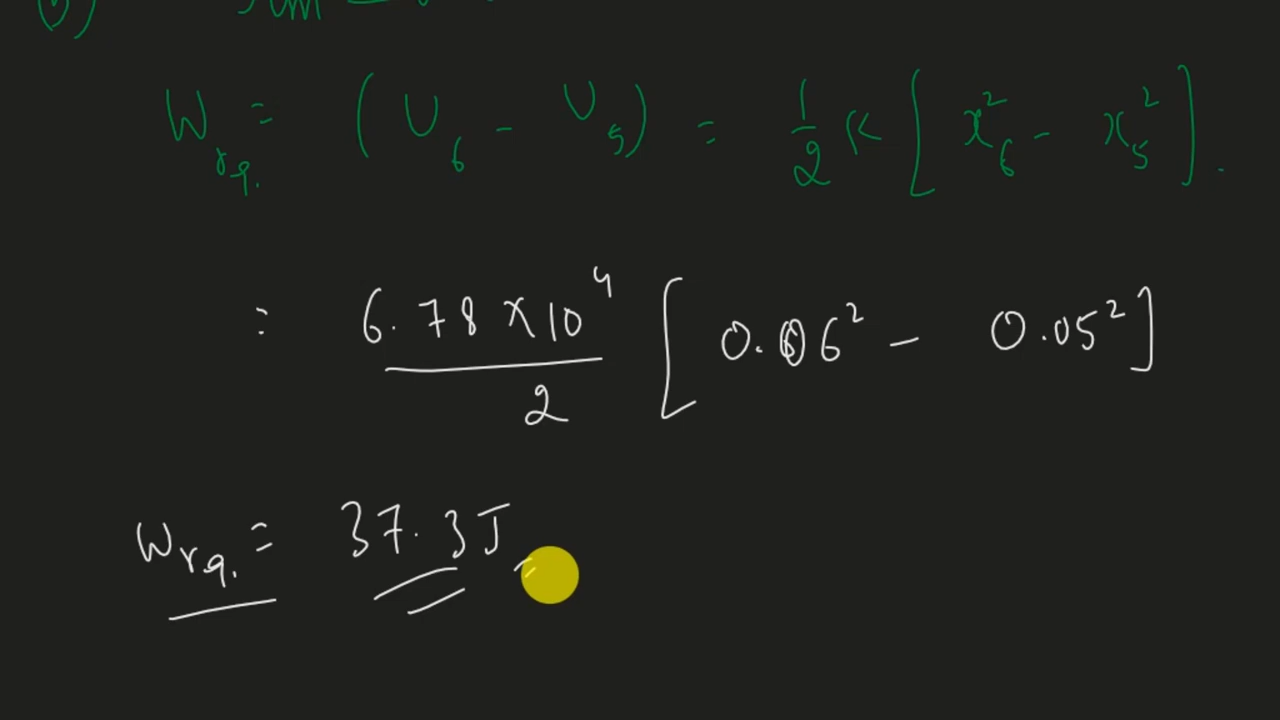 W_rq. = (U_6 - U_5) = 1/2 K [x_6^2 - x_5^2].
= 6.78 × 10^4 / 2 [0.06^2 - 0.05^2]
W_rq. = 37.3 J